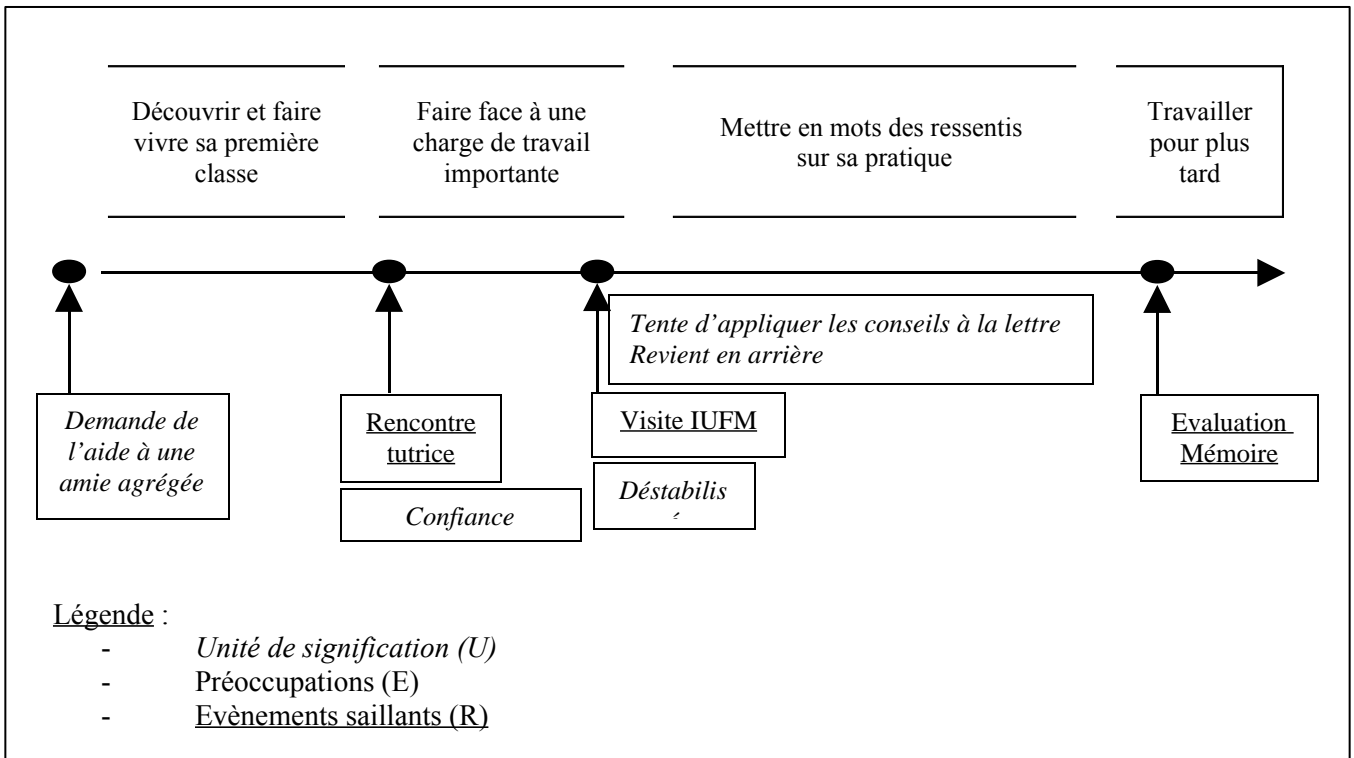 Découvrir et faire
vivre sa première
classe
Faire face à une
charge de travail
importante
Mettre en mots des ressentis
sur sa pratique
Travailler
pour plus
tard
Tente d’appliquer les conseils à la lettre
Revient en arrière
Demande de
l’aide à une
amie agrégée
Rencontre
tutrice
Confiance
Visite IUFM
Déstabilis
Evaluation
Mémoire
Légende :
- Unité de signification (U)
- Préoccupations (E)
- Evènements saillants (R)